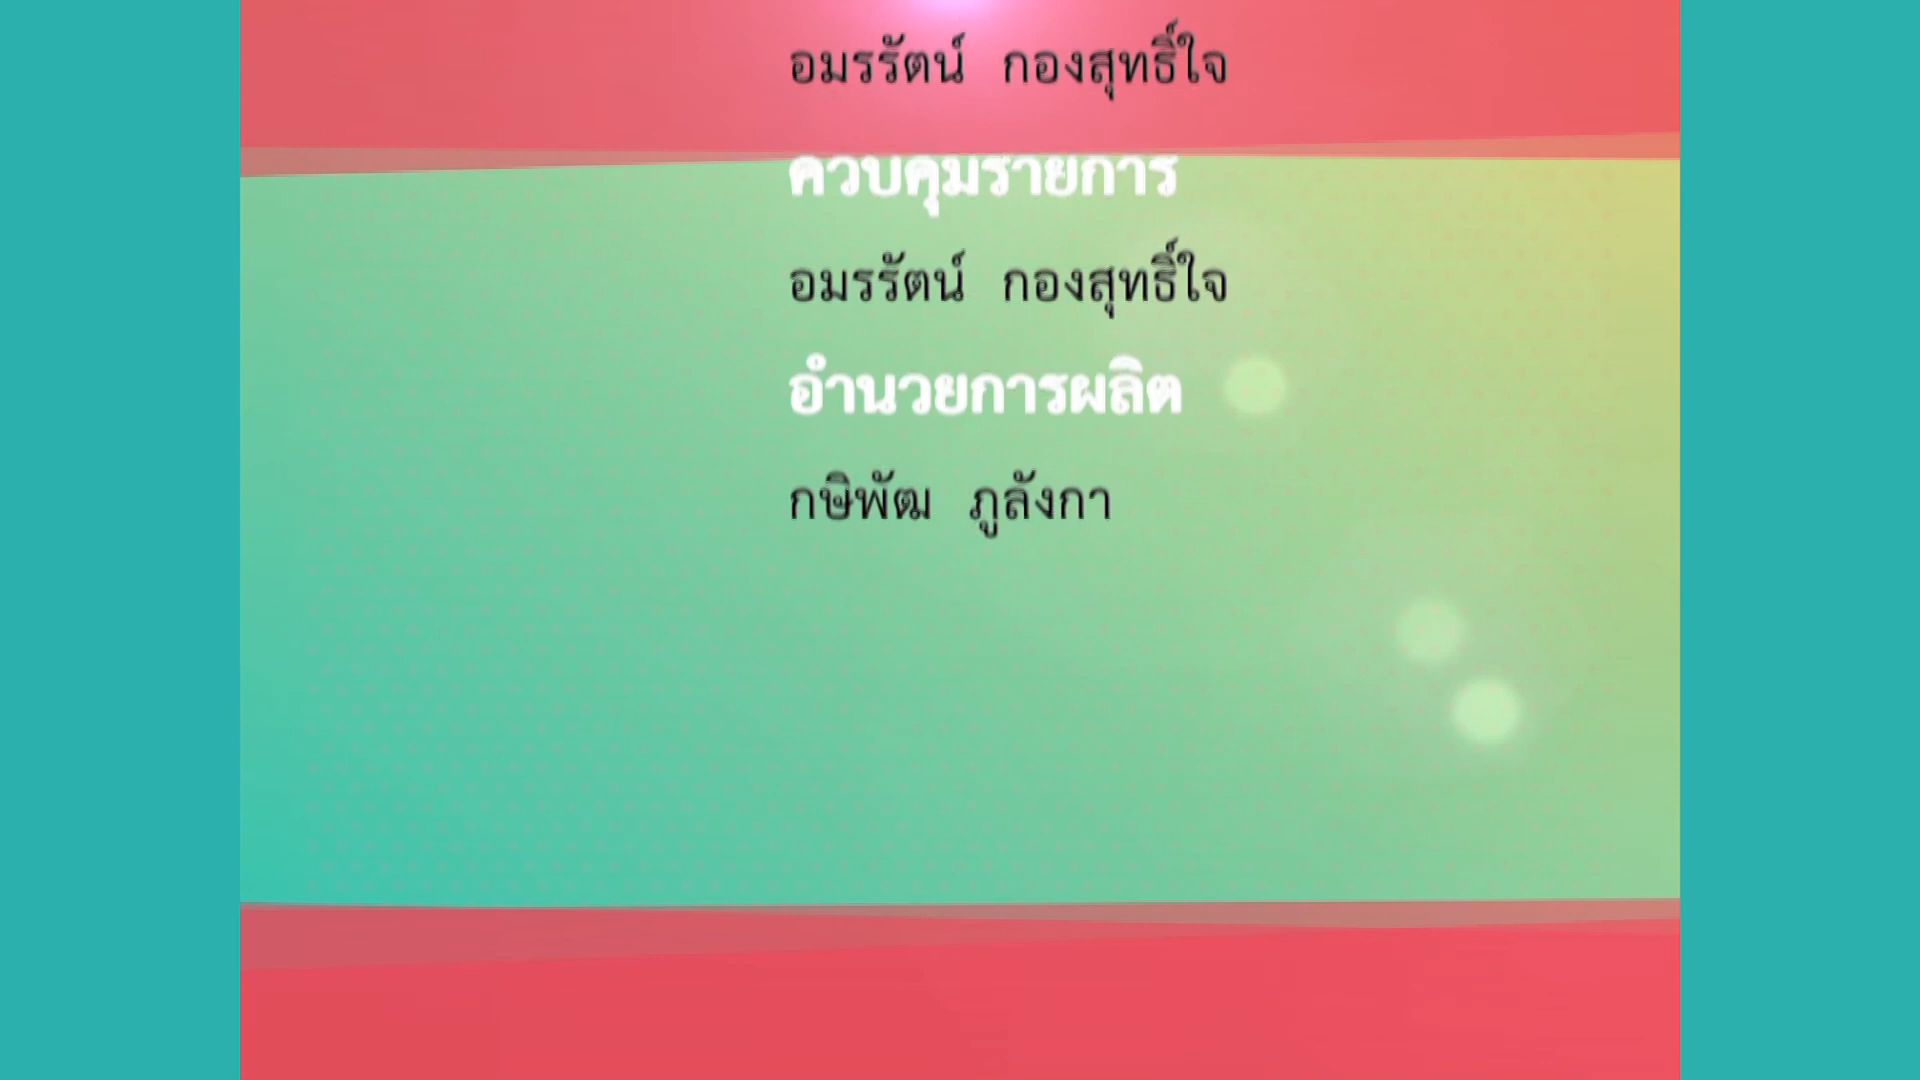 อมรรัตน์ กองสุทธิ์ใจ
ควบคุมรายการ
อมรรัตน์ กองสุทธิ์ใจ
อำนวยการผลิต
กษิพัฒ ภูลังกา